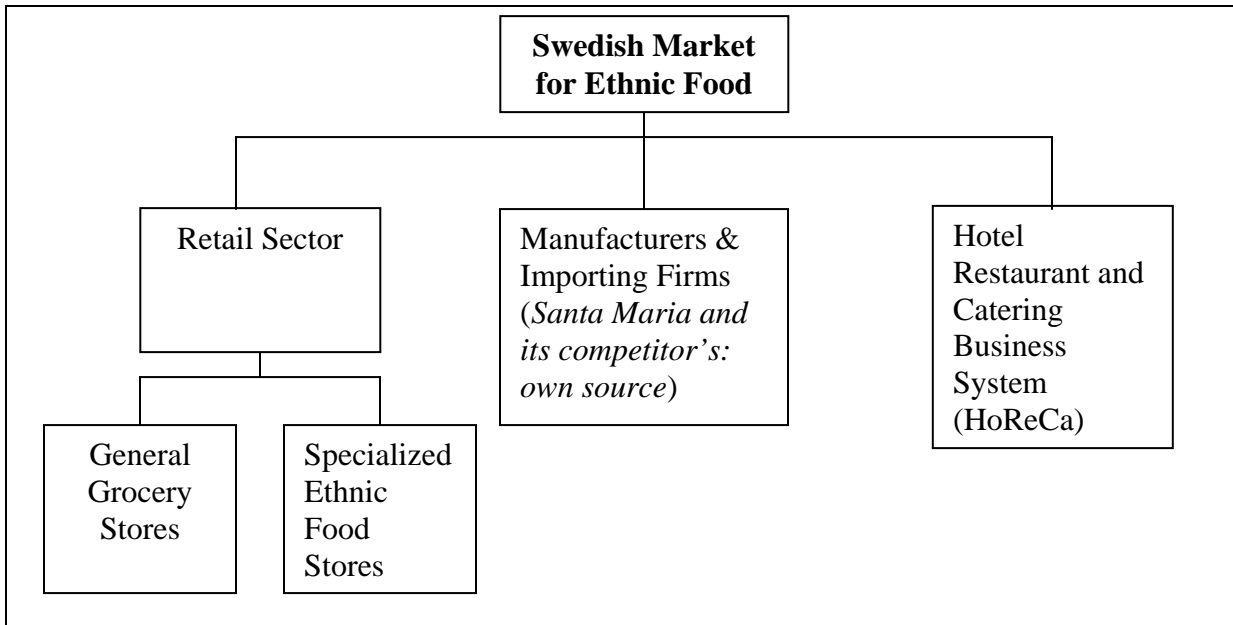 Swedish Market
for Ethnic Food
Retail Sector
Manufacturers &
Importing Firms
(Santa Maria and
its competitor’s:
own source)
Hotel
Restaurant and
Catering
Business
System
(HoReCa)
General
Grocery
Stores
Specialized
Ethnic
Food
Stores